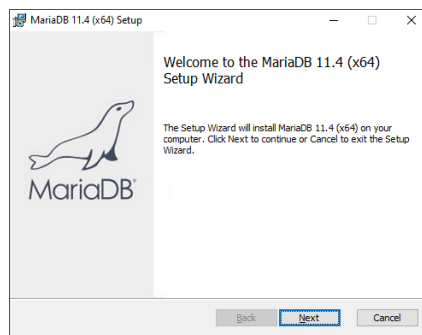 MariaDB 11.4 (x64) Setup
Welcome to the MariaDB 11.4 (x64)
Setup Wizard
The Setup Wizard will install MariaDB 11.4 (x64) on your
computer. Click Next to continue or Cancel to exit the Setup
Wizard.
MariaDB
Back Next Cancel